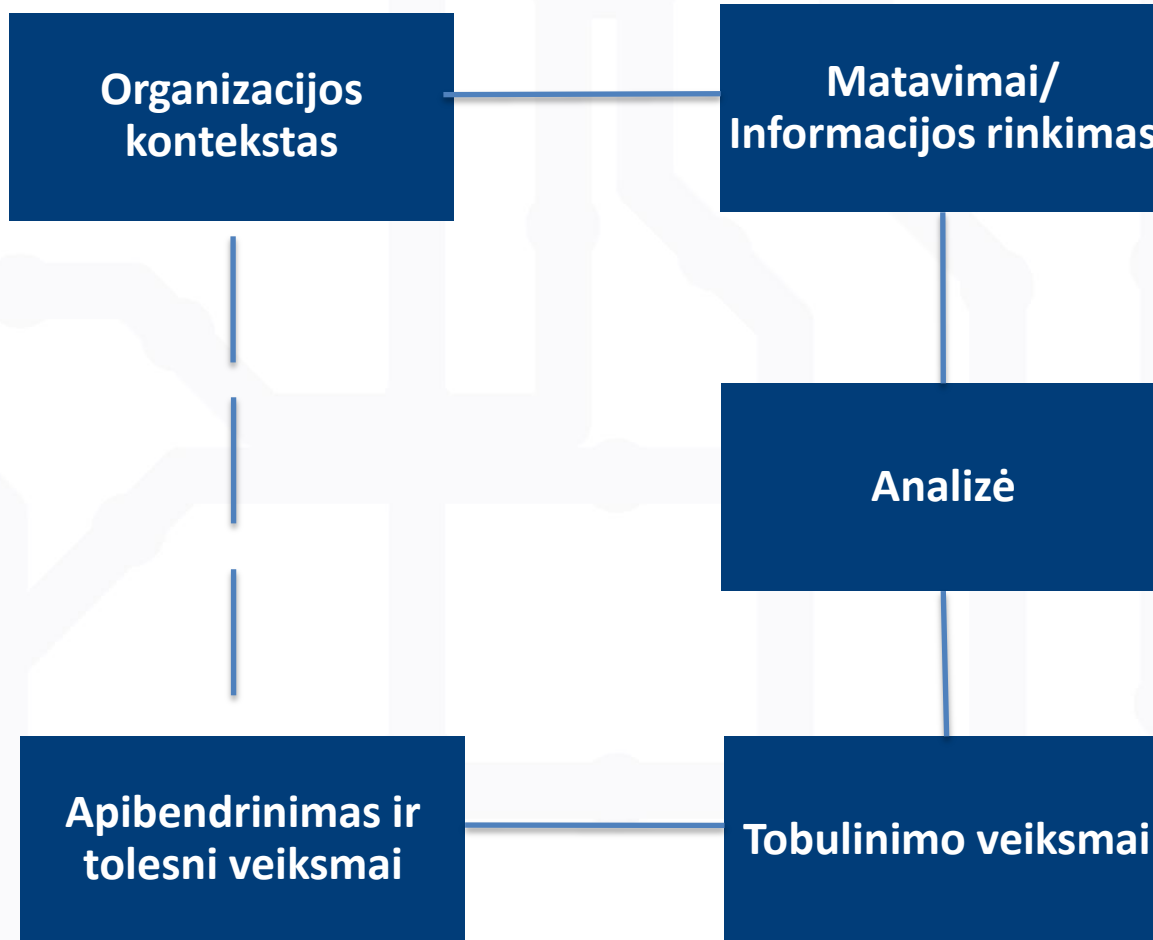 Organizacijos
kontekstas
Matavimai/
Informacijos rinkimas
Analizė
Apibendrinimas ir
tolesni veiksmai
Tobulinimo veiksmai